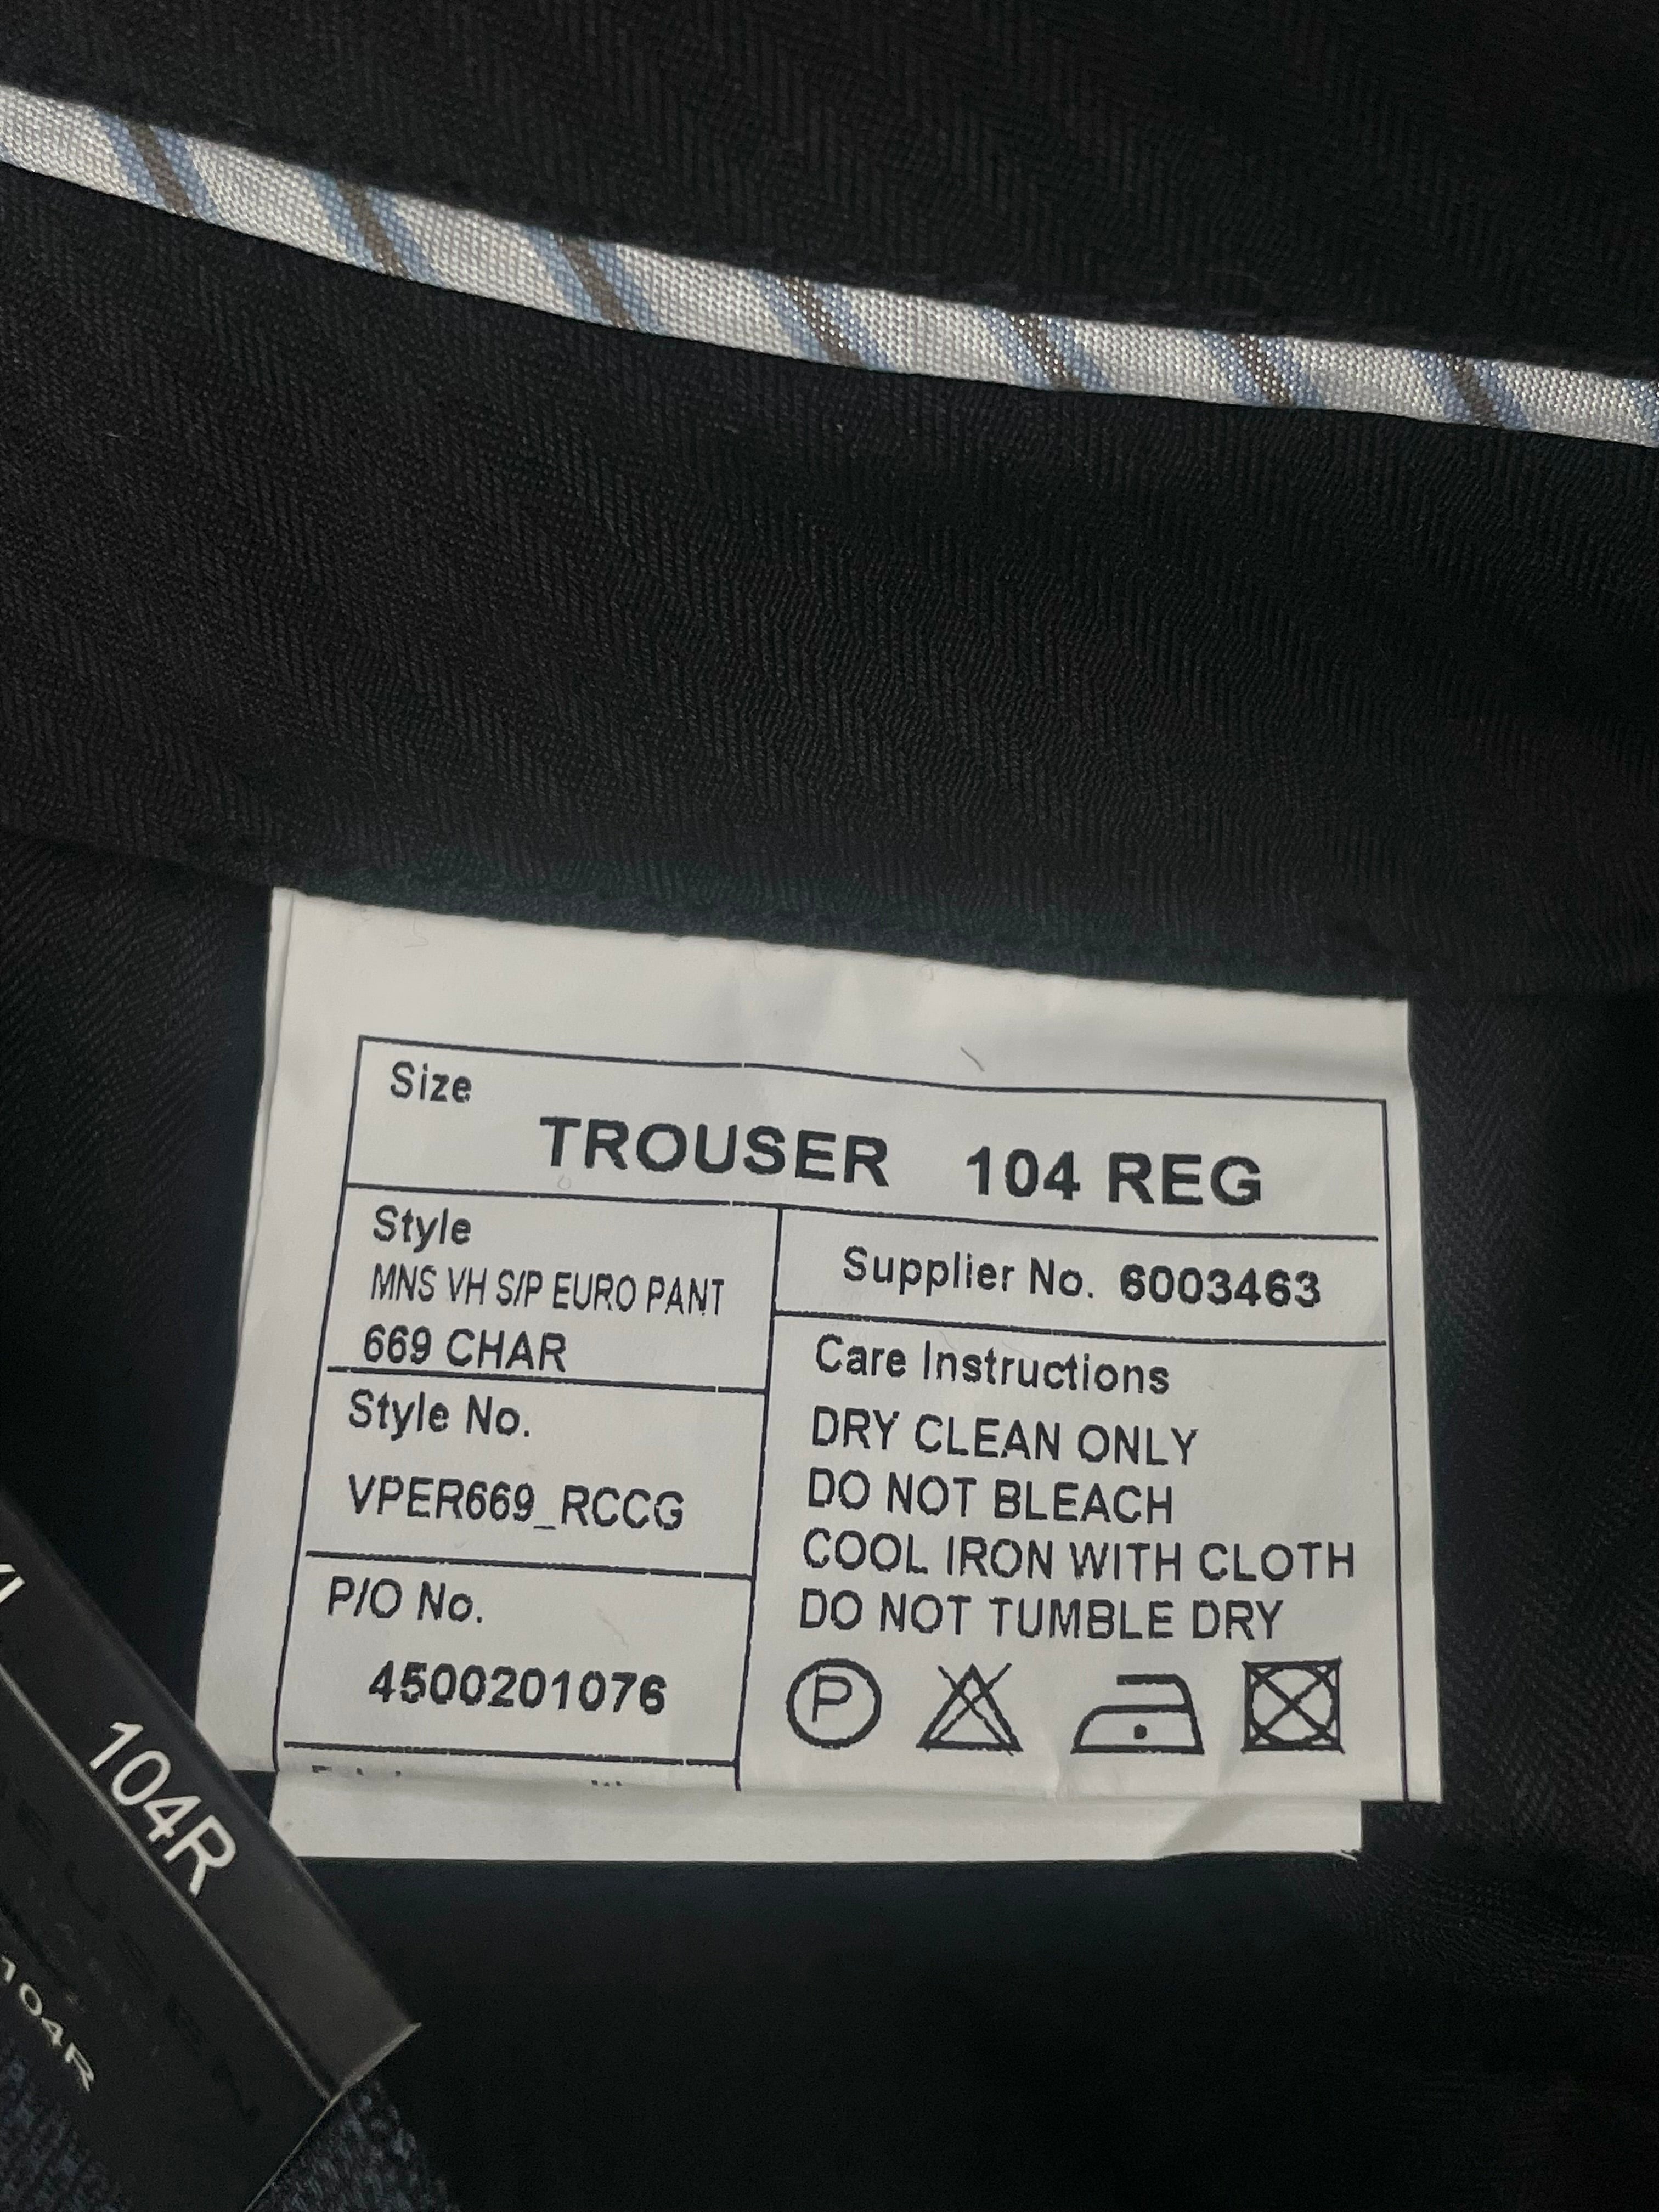 Size
TROUSER 104 REG
Style
MNS VH S/P EURO PANT
669 CHAR
Style No.
VPER669_RCCG
P/O No.
4500201076
Supplier No. 6003463
Care Instructions
DRY CLEAN ONLY
DO NOT BLEACH
COOL IRON WITH CLOTH
DO NOT TUMBLE DRY
P
104R
104R